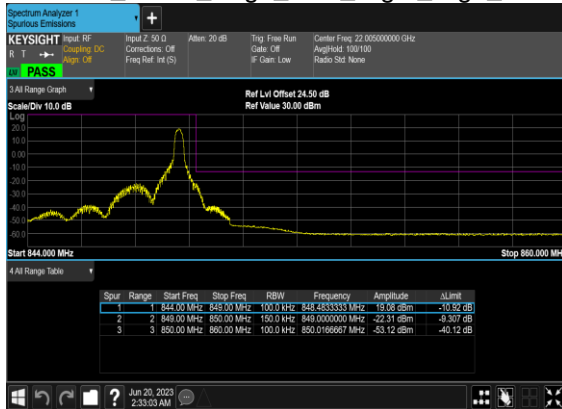 Spectrum Analyzer 1
Spurious Emissions
+
KEYSIGHT Input: RF Input Z: 50 Ω Atten: 20 dB Trig: Free Run Center Freq: 22.005000000 GHz
R T Coupling: DC Corrections: Off Gate: Off Avg|Hold: 100/100
Align: Off Freq Ref: Int (S) IF Gain: Low Radio Std: None
PASS
3 All Range Graph
Ref Lvl Offset 24.50 dB
Scale/Div 10.0 dB Ref Value 30.00 dBm
Log
20.0
10.0
0.00
-10.0
-20.0
-30.0
-40.0
-50.0
-60.0
Start 844.000 MHz Stop 860.000 MH
4 All Range Table
Spur Range Start Freq Stop Freq RBW Frequency Amplitude ΔLimit
1 1 844.00 MHz 849.00 MHz 100.0 kHz 848.4833333 MHz 19.08 dBm -10.92 dB
2 2 849.00 MHz 850.00 MHz 150.0 kHz 849.0000000 MHz -22.31 dBm -9.307 dB
3 3 850.00 MHz 860.00 MHz 100.0 kHz 850.0166667 MHz -53.12 dBm -40.12 dB
? Jun 20, 2023
2:33:03 AM